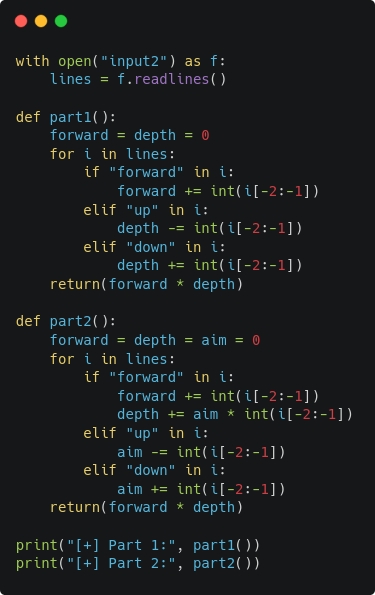 with open("input2") as f:
    lines = f.readlines()

def part1():
    forward = depth = 0
    for i in lines:
        if "forward" in i:
            forward += int(i[-2:-1])
        elif "up" in i:
            depth -= int(i[-2:-1])
        elif "down" in i:
            depth += int(i[-2:-1])
    return(forward * depth)

def part2():
    forward = depth = aim = 0
    for i in lines:
        if "forward" in i:
            forward += int(i[-2:-1])
            depth += aim * int(i[-2:-1])
        elif "up" in i:
            aim -= int(i[-2:-1])
        elif "down" in i:
            aim += int(i[-2:-1])
    return(forward * depth)

print("[+] Part 1:", part1())
print("[+] Part 2:", part2())